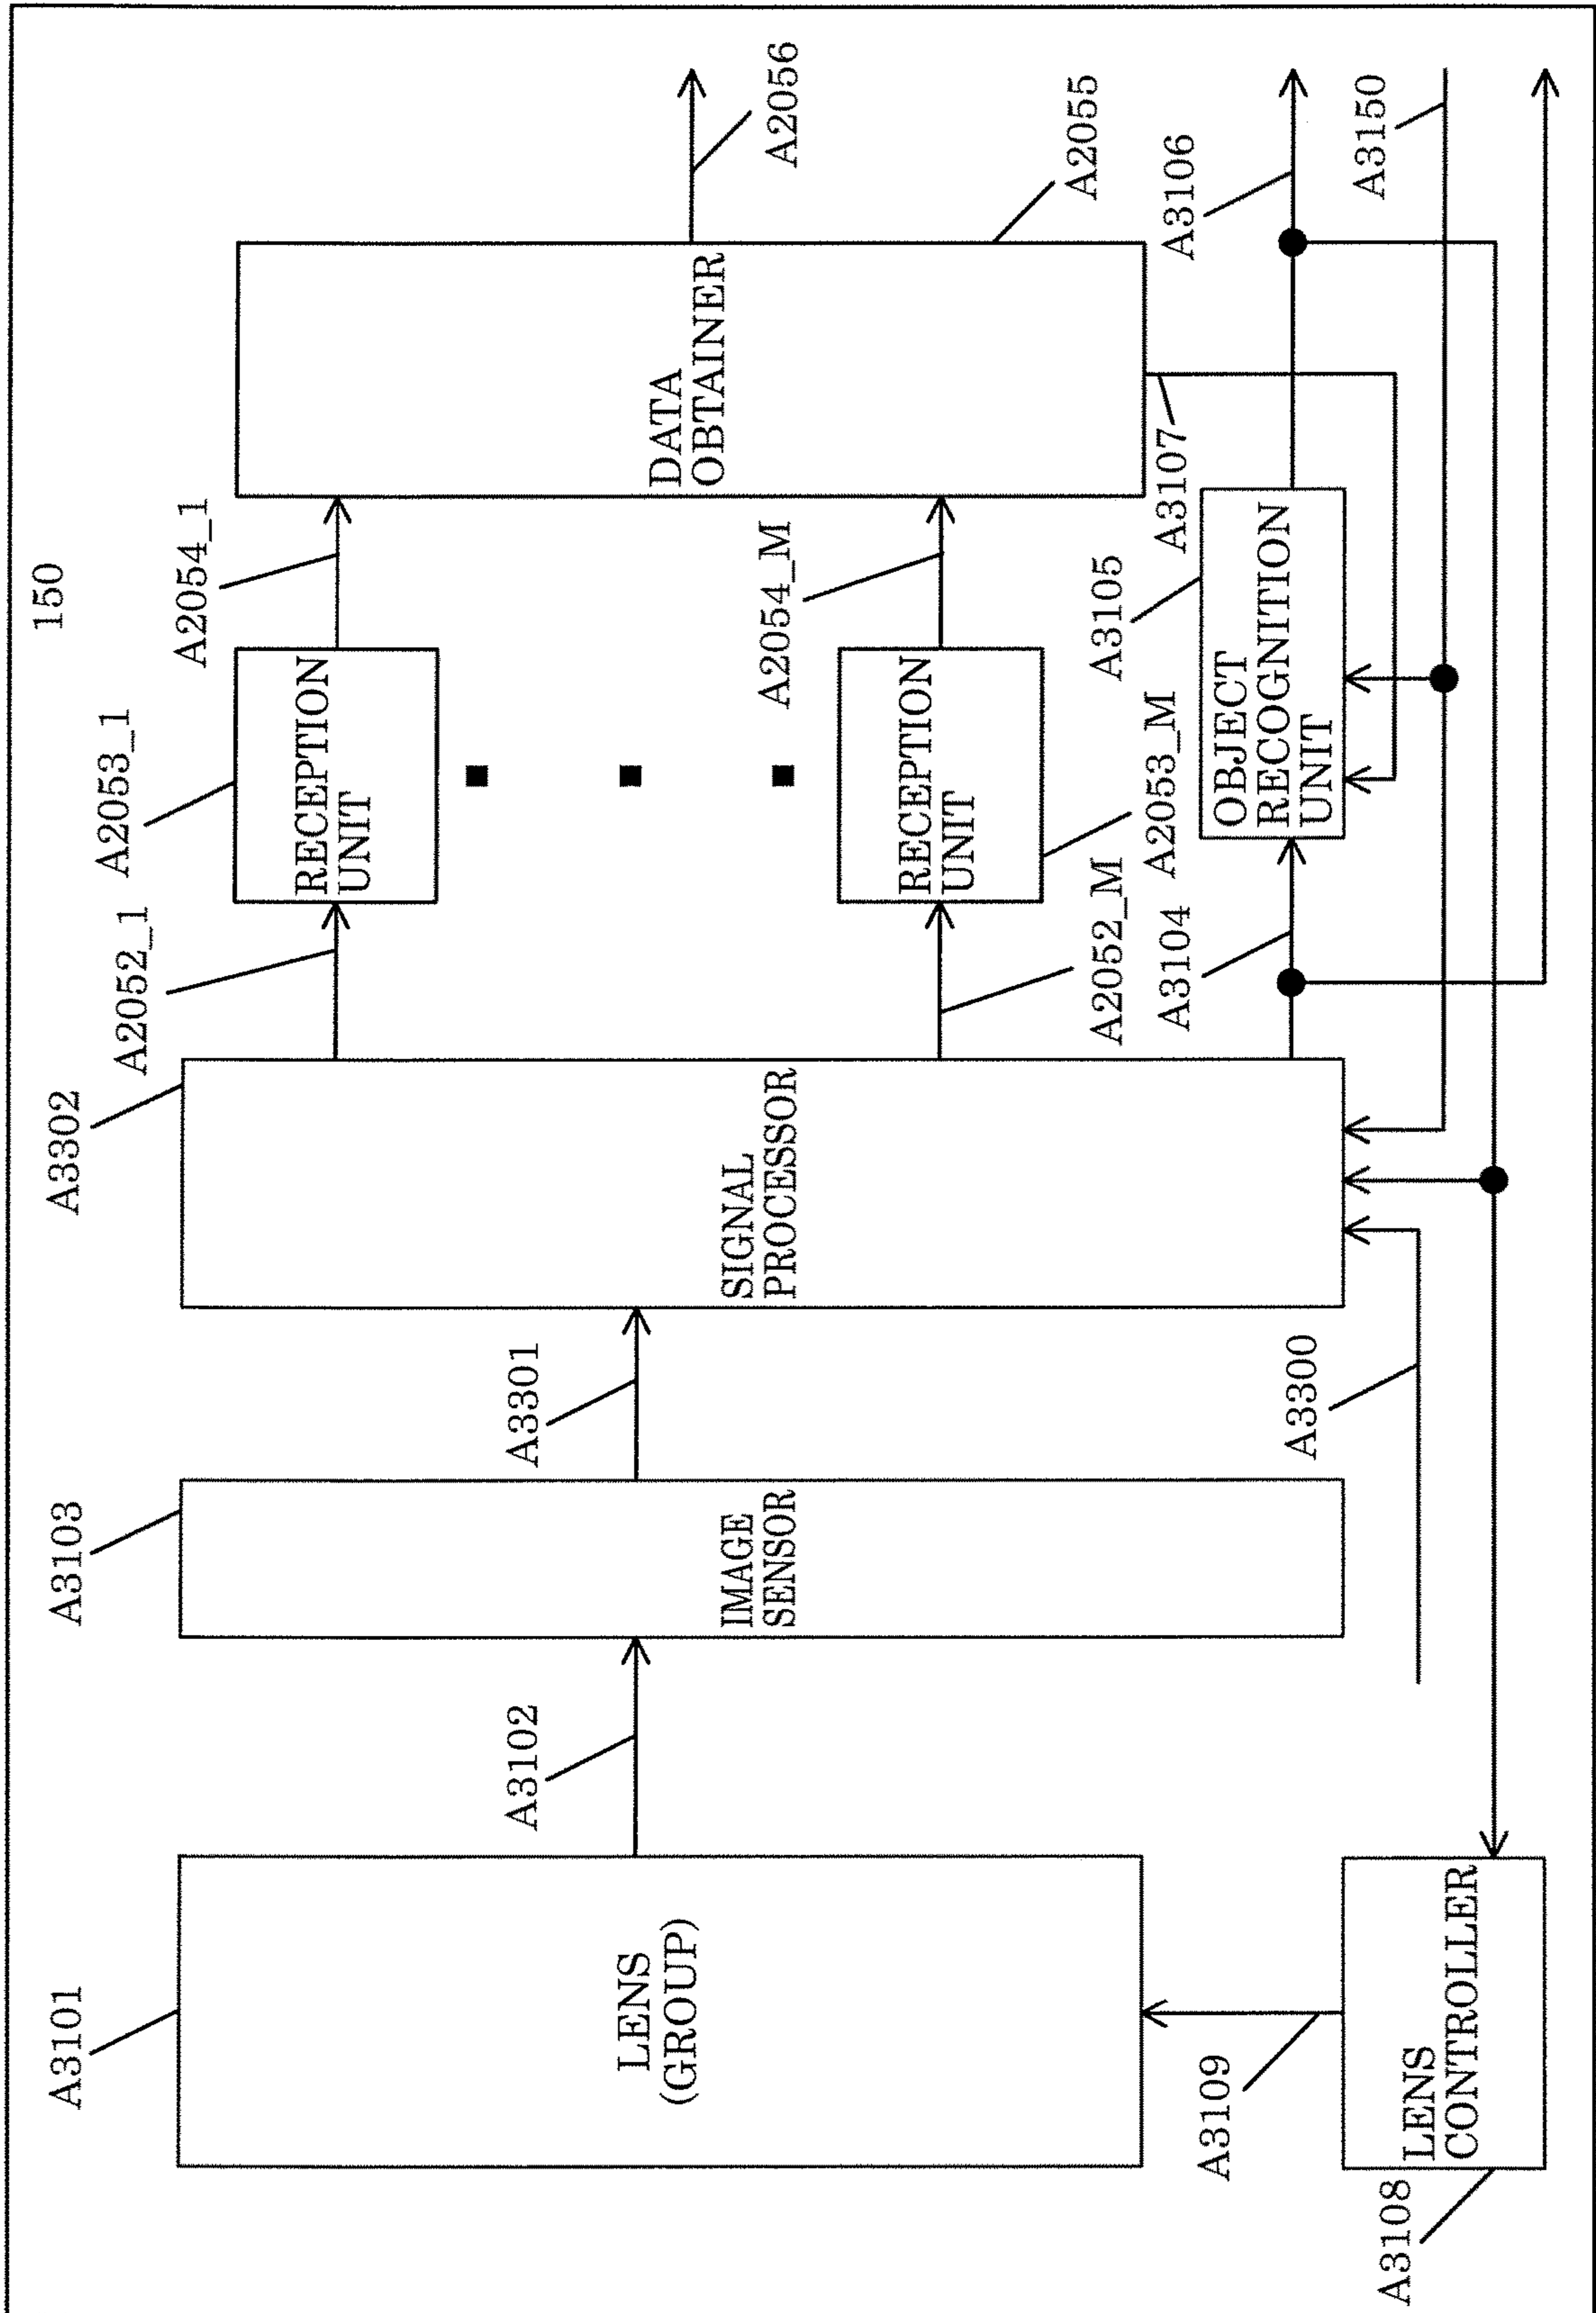 150
A3101
LENS
(GROUP)
A3102
A3103
IMAGE
SENSOR
A3301
A3302
SIGNAL
PROCESSOR
A2052_1
A2053_1
RECEPTION
UNIT
A2054_1
A2052_M
A2053_M
RECEPTION
UNIT
A2054_M
DATA
OBTAINER
A2055
A2056
A3104
A3105
OBJECT
RECOGNITION
UNIT
A3107
A3106
A3150
A3300
A3109
A3108
LENS
CONTROLLER